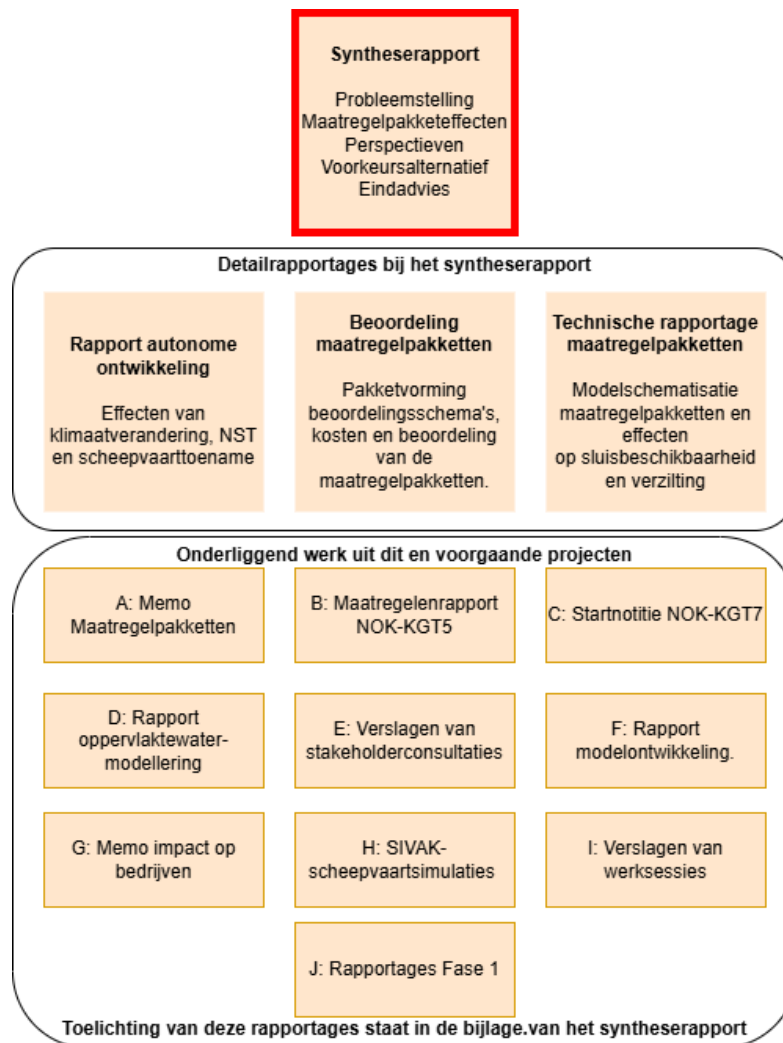 Syntheserapport
Probleemstelling
Maatregelpakketeffecten
Perspectieven
Voorkeursalternatief
Eindadvies
Detailrapportages bij het syntheserapport
Rapport autonome
ontwikkeling
Effecten van
klimaatverandering, NST
en scheepvaarttoename
Beoordeling
maatregelpakketten
Pakketvorming
beoordelingsschema's,
kosten en beoordeling
van de
maatregelpakketten.
Technische rapportage
maatregelpakketten
Modelschematisatie
maatregelpakketten en
effecten
op sluisbeschikbaarheid
en verzilting
Onderliggend werk uit dit en voorgaande projecten
A: Memo
Maatregelpakketten
B: Maatregelenrapport
NOK-KGT5
C: Startnotitie NOK-KGT7
D: Rapport
oppervlaktewater-
modellering
E: Verslagen van
stakeholderconsultaties
F: Rapport
modelontwikkeling.
G: Memo impact op
bedrijven
H: SIVAK-
scheepvaartsimulaties
I: Verslagen van
werksessies
J: Rapportages Fase 1
Toelichting van deze rapportages staat in de bijlage.van het syntheserapport